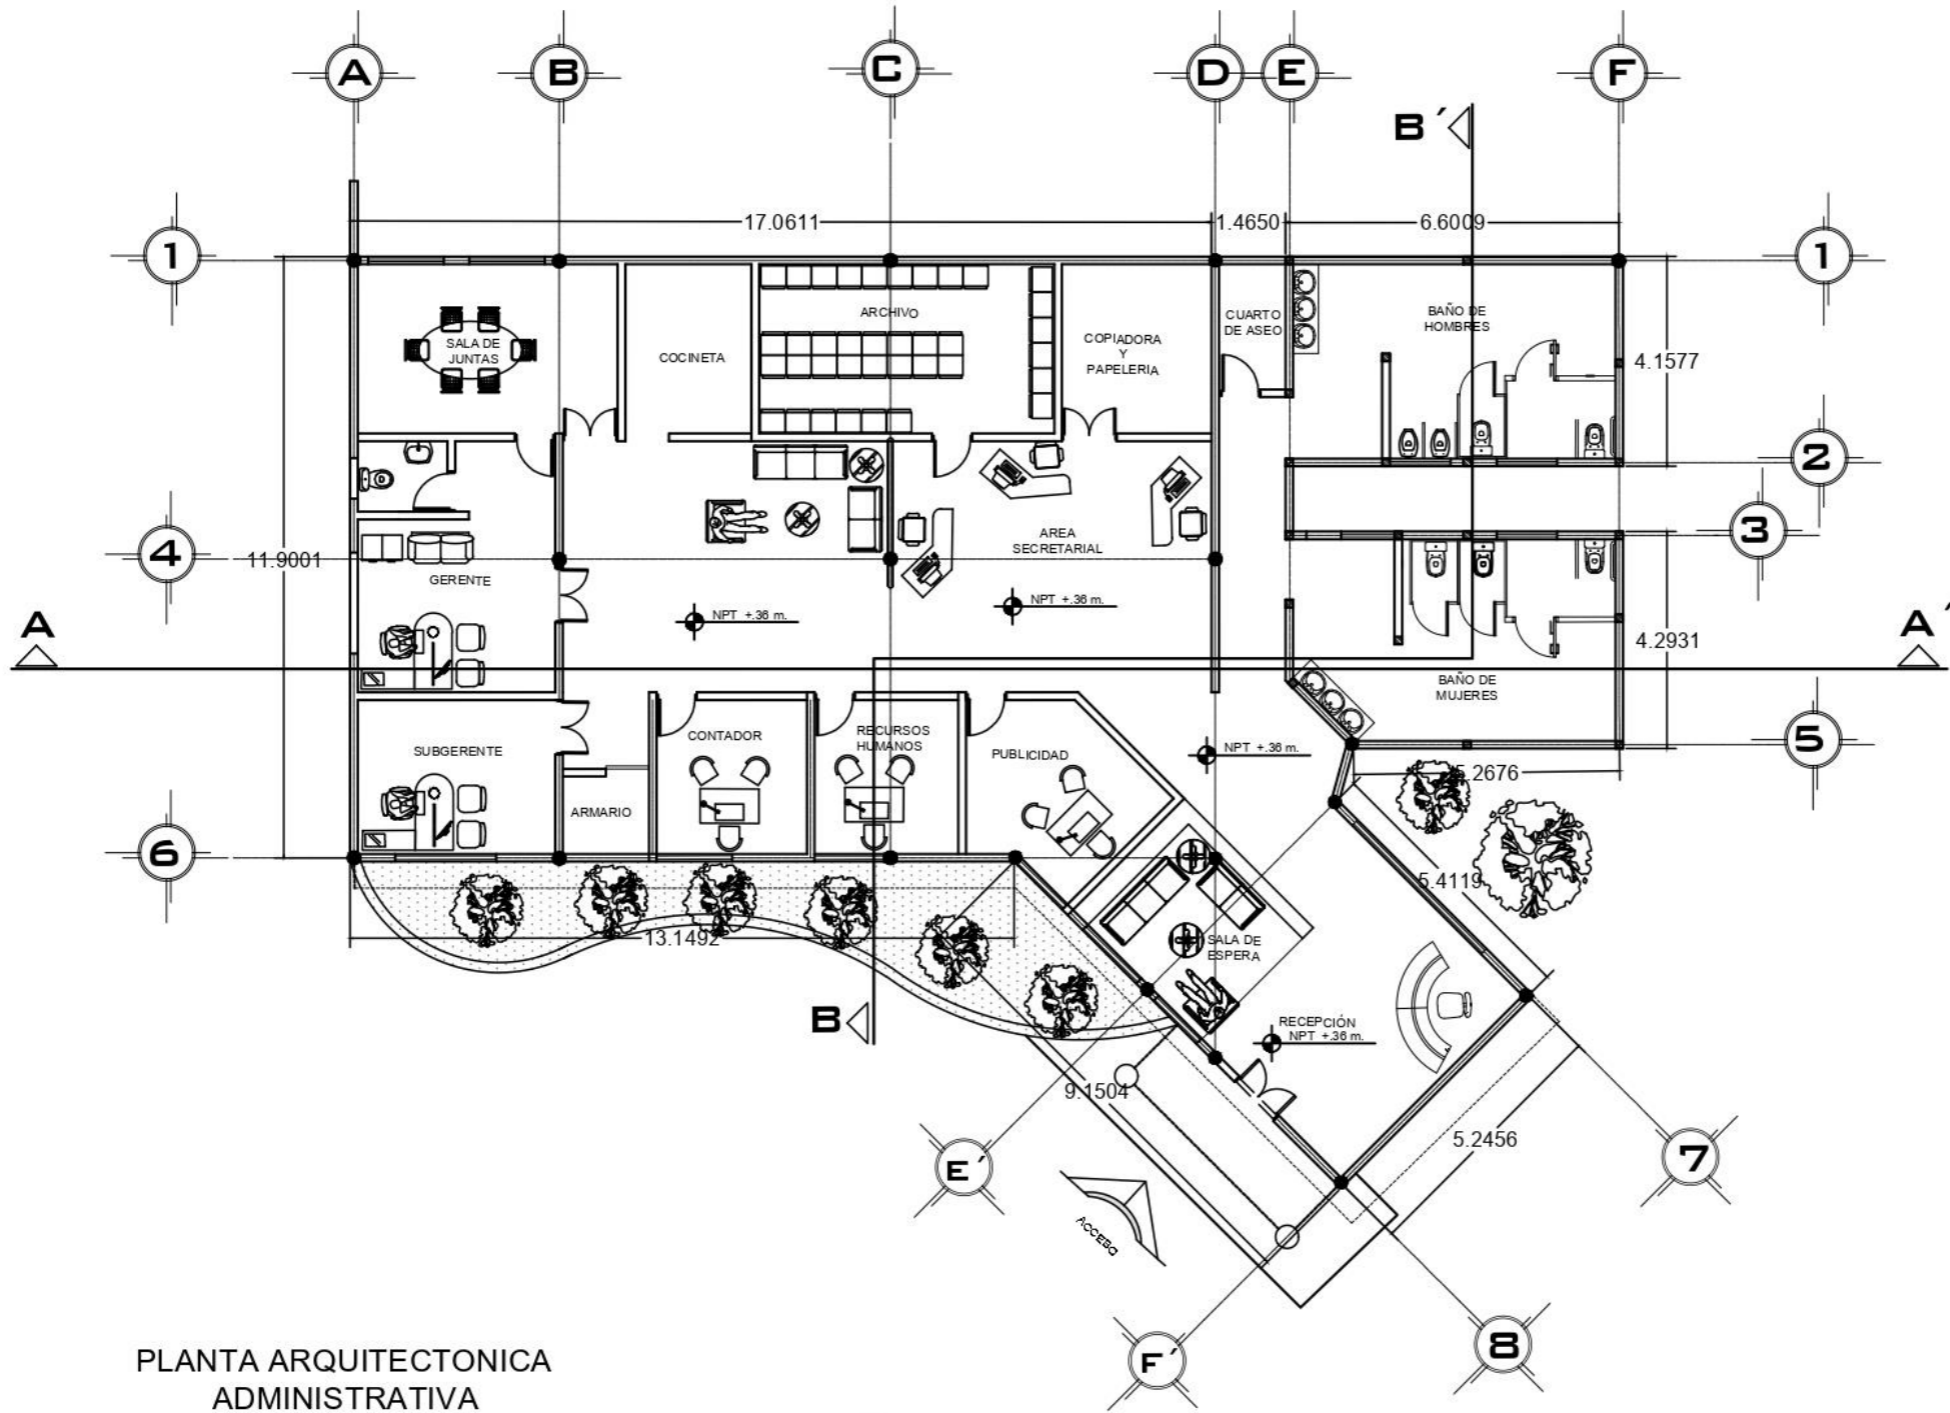 A
B
C
D
E
F
B´
17.0611
1.4650
6.6009
1
1
ARCHIVO
CUARTO
DE ASEO
BAÑO DE
HOMBRES
SALA DE
JUNTAS
COCINETA
COPIADORA
Y
PAPELERIA
4.1577
2
AREA
SECRETARIAL
3
4
11.9001
GERENTE
NPT +.36 m.
NPT +.36 m.
A
A´
4.2931
BAÑO DE
MUJERES
SUBGERENTE
CONTADOR
RECURSOS
HUMANOS
PUBLICIDAD
NPT +.36 m.
5
5.2676
ARMARIO
6
5.4119
13.1492
SALA DE
ESPERA
B
RECEPCIÓN
NPT +.36 m.
9.1504
5.2456
E´
7
ACCESO
F´
8
PLANTA ARQUITECTONICA
ADMINISTRATIVA